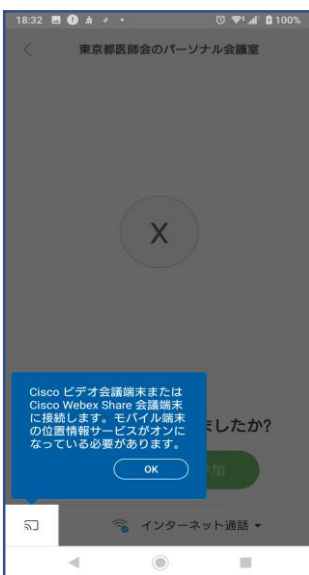 18:32
100%
東京都医師会のパーソナル会議室
X
Cisco ビデオ会議端末または
Cisco Webex Share 会議端末
に接続します。モバイル端末
の位置情報サービスがオンに
なっている必要があります。
OK
ましたか?
参加
インターネット通話